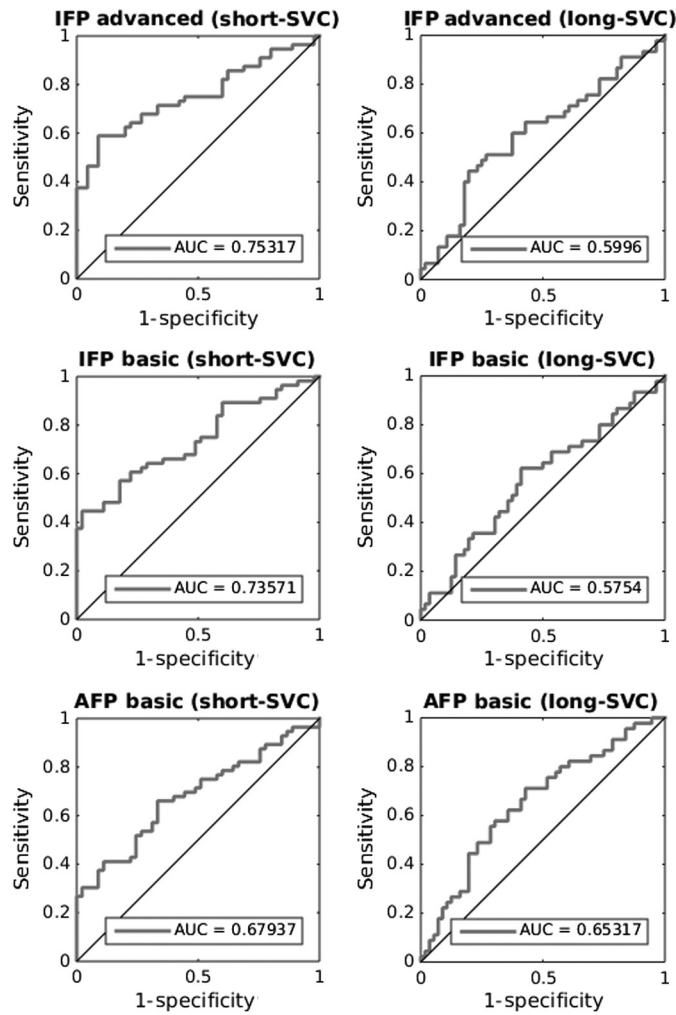 IFP advanced (short-SVC)
Sensitivity
1
0.8
0.6
0.4
0.2
0
AUC = 0.75317
0 0.5 1
1-specificity
IFP advanced (long-SVC)
Sensitivity
1
0.8
0.6
0.4
0.2
0
AUC = 0.5996
0 0.5 1
1-specificity
IFP basic (short-SVC)
Sensitivity
1
0.8
0.6
0.4
0.2
0
AUC = 0.73571
0 0.5 1
1-specificity
IFP basic (long-SVC)
Sensitivity
1
0.8
0.6
0.4
0.2
0
AUC = 0.5754
0 0.5 1
1-specificity
AFP basic (short-SVC)
Sensitivity
1
0.8
0.6
0.4
0.2
0
AUC = 0.67937
0 0.5 1
1-specificity
AFP basic (long-SVC)
Sensitivity
1
0.8
0.6
0.4
0.2
0
AUC = 0.65317
0 0.5 1
1-specificity